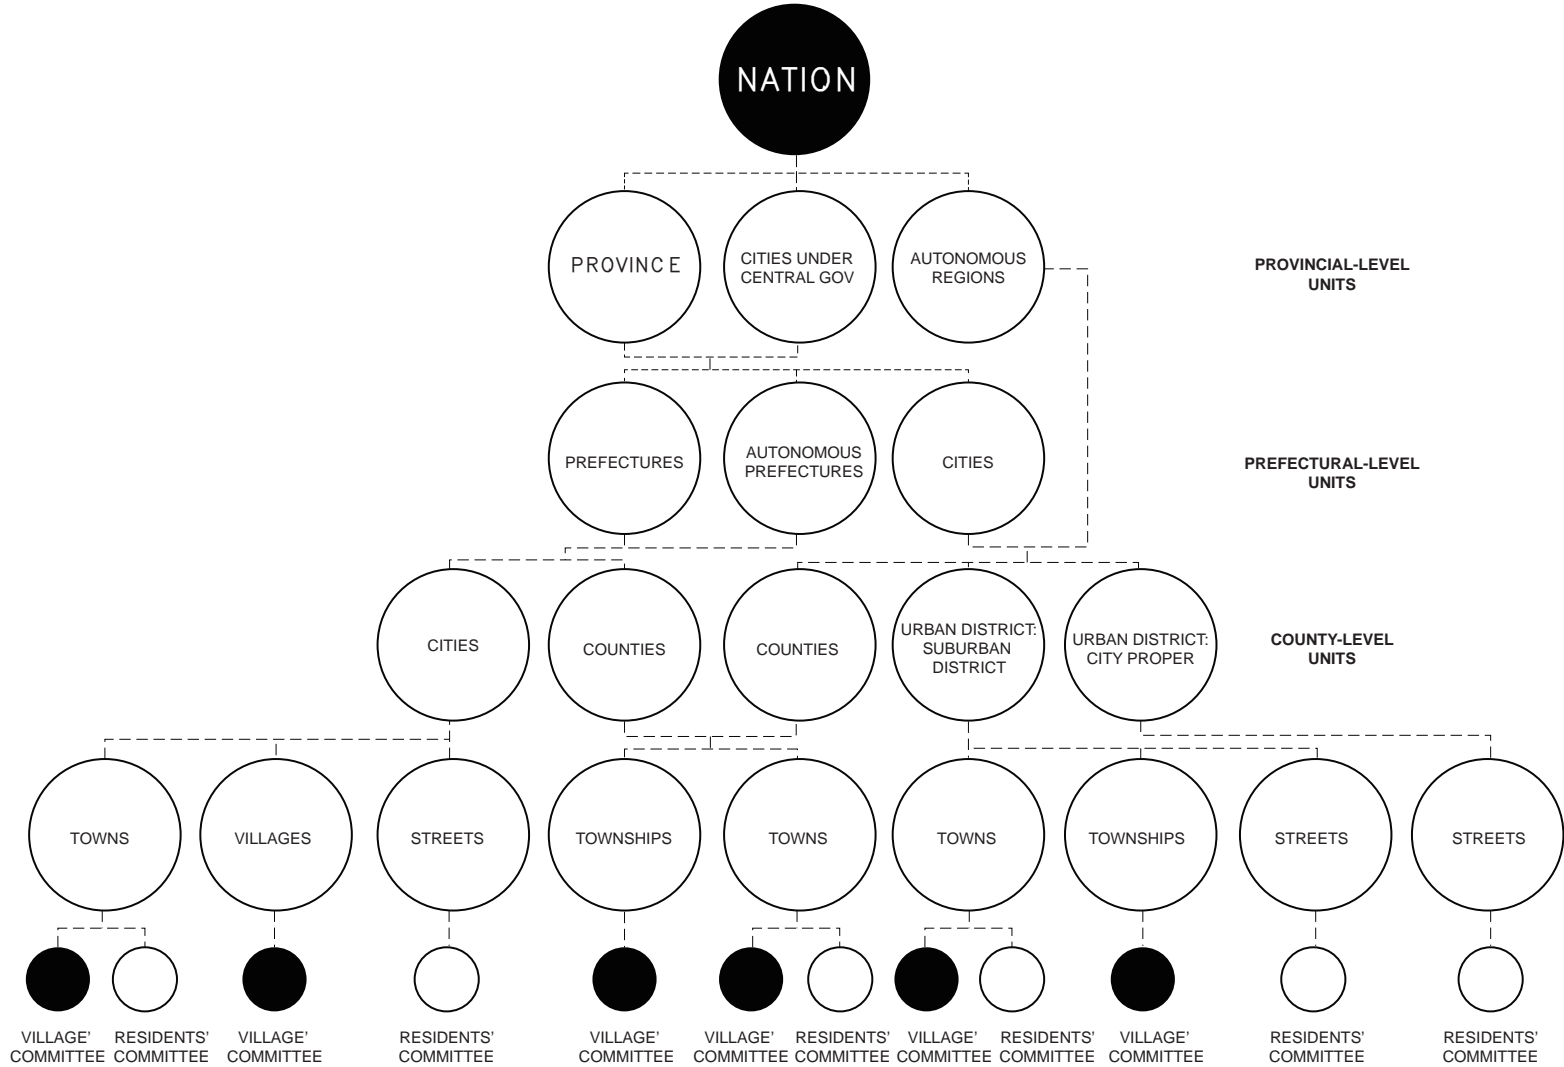 NATION
PROVINCE
CITIES UNDER
CENTRAL GOV
AUTONOMOUS
REGIONS
PROVINCIAL-LEVEL
UNITS
PREFECTURES
AUTONOMOUS
PREFECTURES
CITIES
PREFECTURAL-LEVEL
UNITS
CITIES
COUNTIES
COUNTIES
URBAN DISTRICT:
SUBURBAN
DISTRICT
URBAN DISTRICT:
CITY PROPER
COUNTY-LEVEL
UNITS
TOWNS
VILLAGES
STREETS
TOWNSHIPS
TOWNS
TOWNS
TOWNSHIPS
STREETS
STREETS
VILLAGE’
COMMITTEE
RESIDENTS’
COMMITTEE
VILLAGE’
COMMITTEE
RESIDENTS’
COMMITTEE
VILLAGE’
COMMITTEE
VILLAGE’
COMMITTEE
RESIDENTS’
COMMITTEE
VILLAGE’
COMMITTEE
RESIDENTS’
COMMITTEE
VILLAGE’
COMMITTEE
RESIDENTS’
COMMITTEE
RESIDENTS’
COMMITTEE